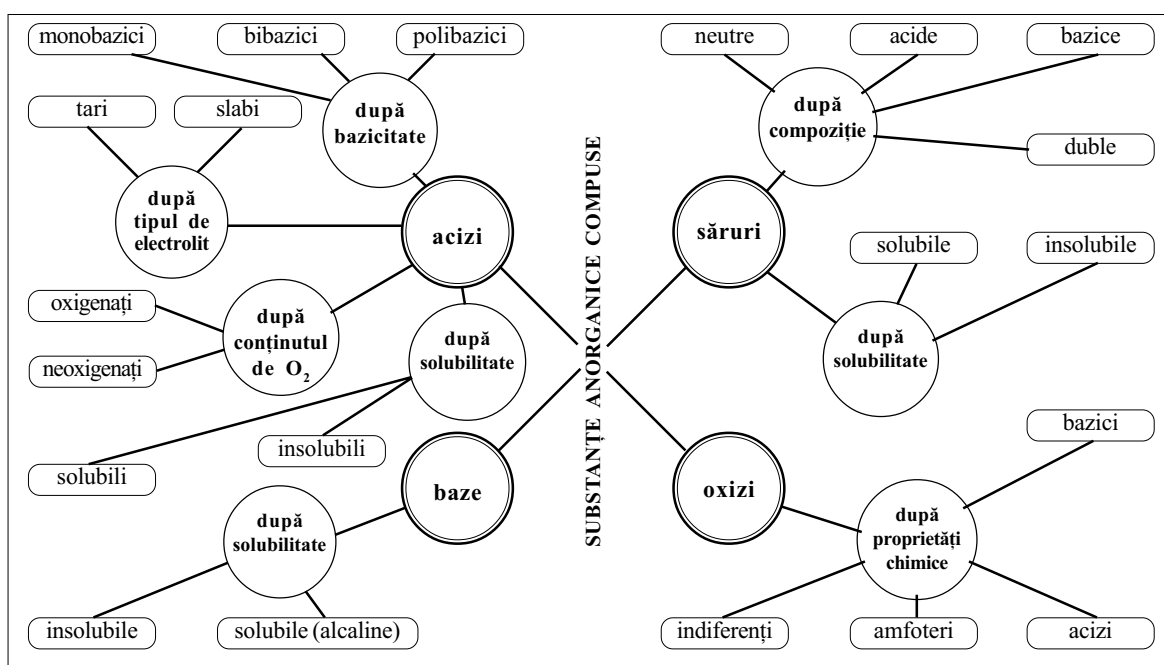 monobazici
bibazici
polibazici
după
bazicitate
tari
slabi
după
tipul de
electrolit
acizi
oxigenați
neoxigenați
după
conținutul
de O₂
după
solubilitate
solubili
insolubili
baze
după
solubilitate
insolubile
solubile (alcaline)
SUBSTANȚE ANORGANICE COMPUSE
neutre
acide
bazice
duble
după
compoziție
săruri
solubile
insolubile
după
solubilitate
oxizi
bazici
după
proprietăți
chimice
indiferenți
amfoteri
acizi